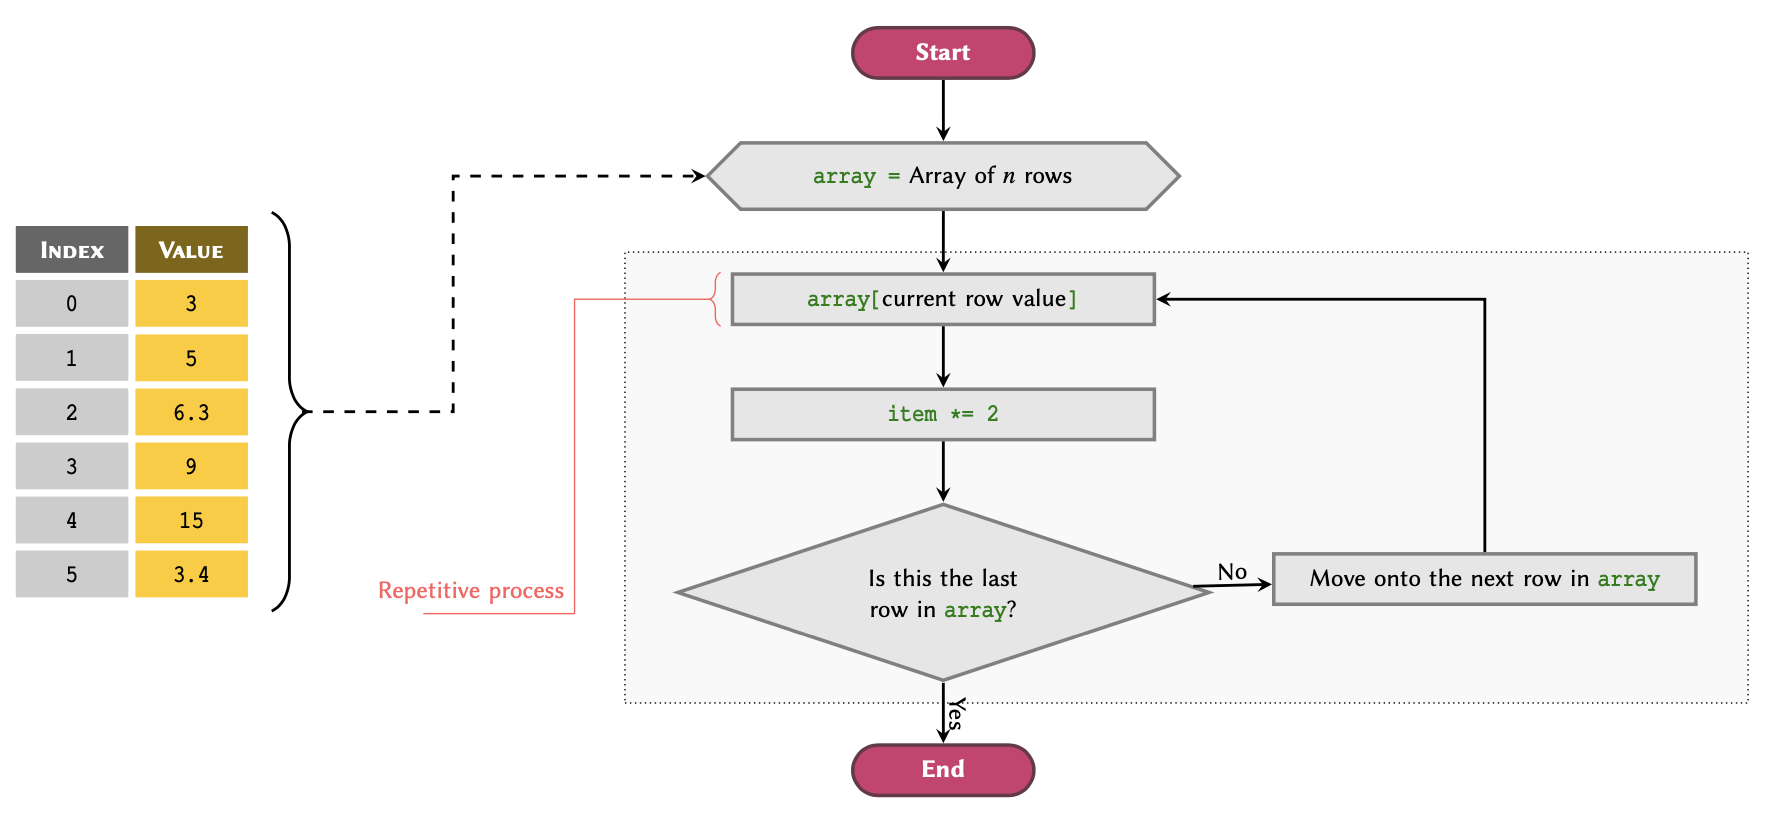 Start
array = Array of n rows
INDEX VALUE
0 3
1 5
2 6.3
3 9
4 15
5 3.4
array[current row value]
item *= 2
Repetitive process
Is this the last
row in array?
No
Move onto the next row in array
Yes
End